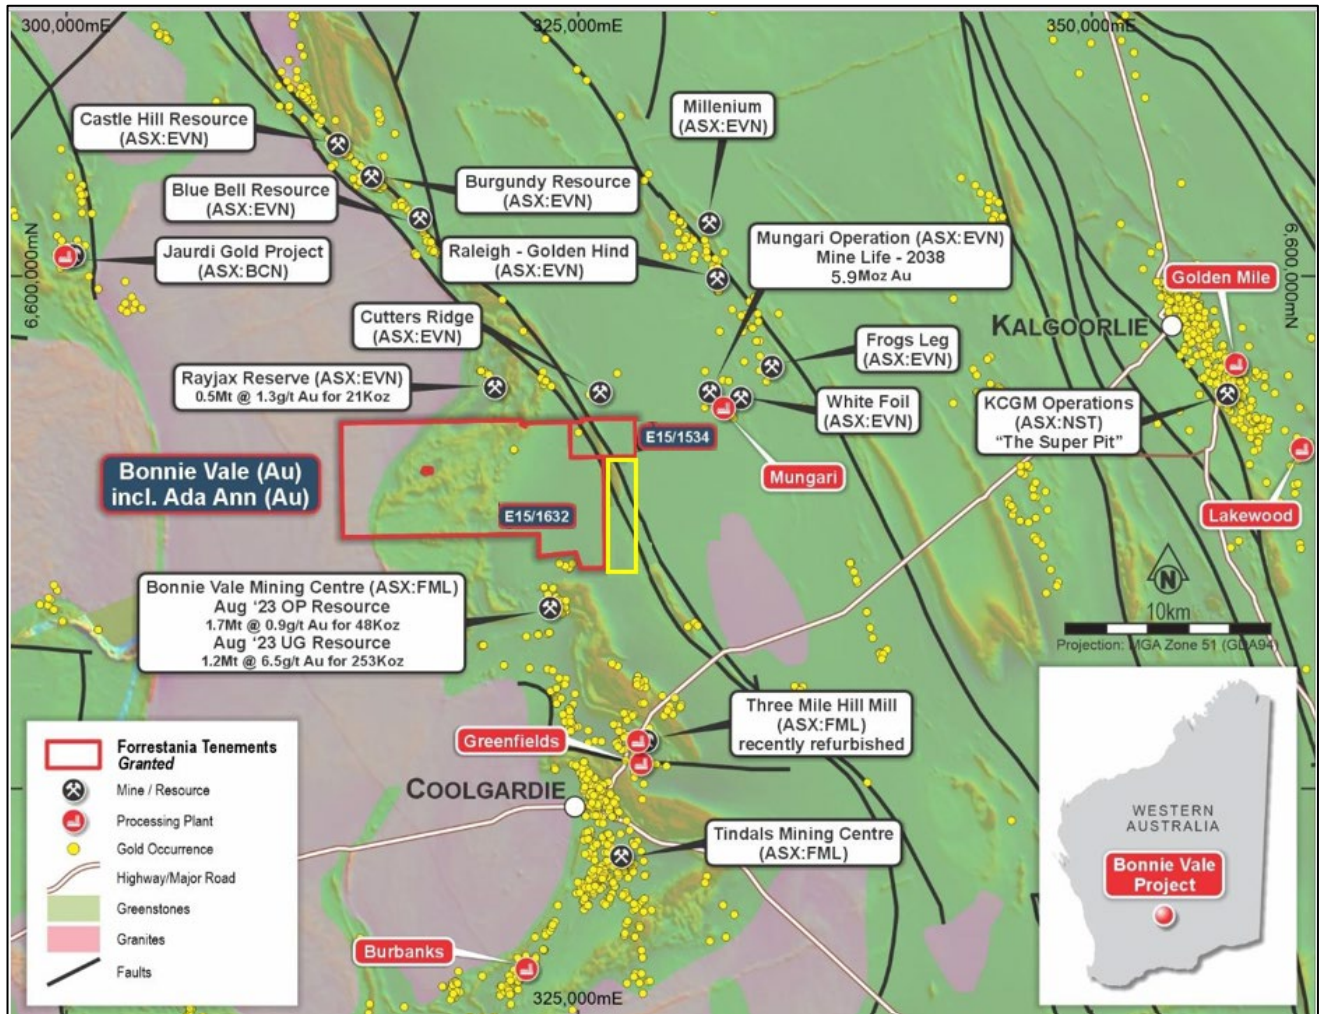 300,000mE
325,000mE
350,000mE
Castle Hill Resource
(ASX:EVN)
Millenium
(ASX:EVN)
Blue Bell Resource
(ASX:EVN)
Burgundy Resource
(ASX:EVN)
Jaurdi Gold Project
(ASX:BCN)
Raleigh - Golden Hind
(ASX:EVN)
Mungari Operation (ASX:EVN)
Mine Life - 2038
5.9Moz Au
6,600,000mN
6,600,000mN
Golden Mile
KALGOORLIE
Cutters Ridge
(ASX:EVN)
Frogs Leg
(ASX:EVN)
Rayjax Reserve (ASX:EVN)
0.5Mt @ 1.3g/t Au for 21Koz
White Foil
(ASX:EVN)
KCGM Operations
(ASX:NST)
“The Super Pit”
E15/1534
Bonnie Vale (Au)
incl. Ada Ann (Au)
Mungari
E15/1632
Lakewood
Bonnie Vale Mining Centre (ASX:FML)
Aug ‘23 OP Resource
1.7Mt @ 0.9g/t Au for 48Koz
Aug ‘23 UG Resource
1.2Mt @ 6.5g/t Au for 253Koz
N
10km
Projection: MGA Zone 51 (GDA94)
Three Mile Hill Mill
(ASX:FML)
recently refurbished
Greenfields
COOLGARDIE
Tindals Mining Centre
(ASX:FML)
Burbanks
325,000mE
Forrestania Tenements
Granted
Mine / Resource
Processing Plant
Gold Occurrence
Highway/Major Road
Greenstones
Granites
Faults
WESTERN
AUSTRALIA
Bonnie Vale
Project